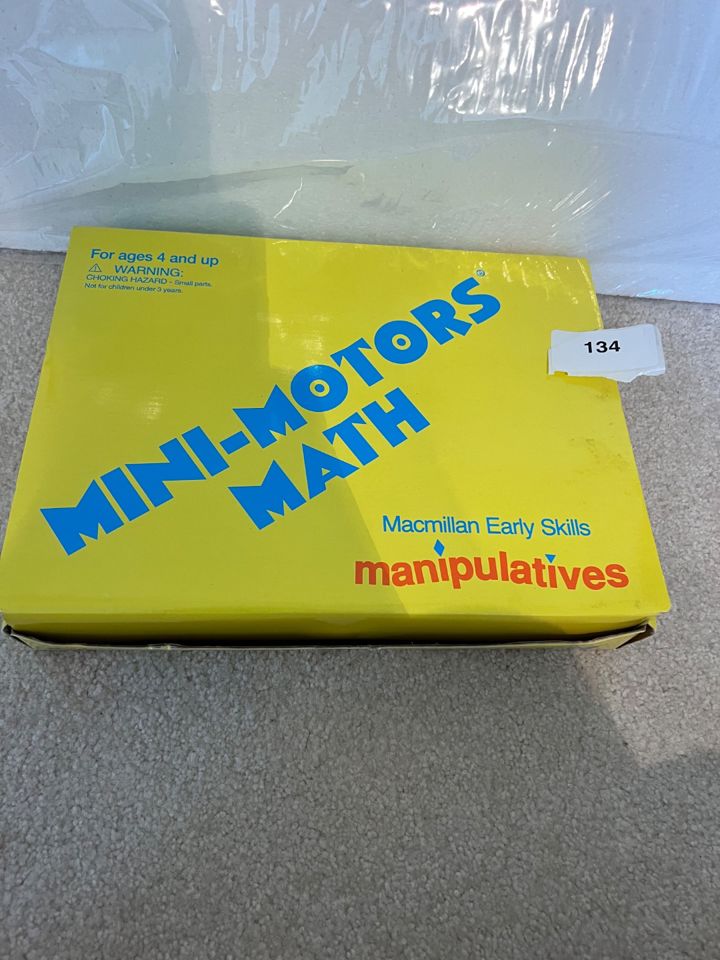 For ages 4 and up
⚠ WARNING:
CHOKING HAZARD - Small parts.
Not for children under 3 years.
MINI-MOTORS®
MATH
134
Macmillan Early Skills
manipulatives